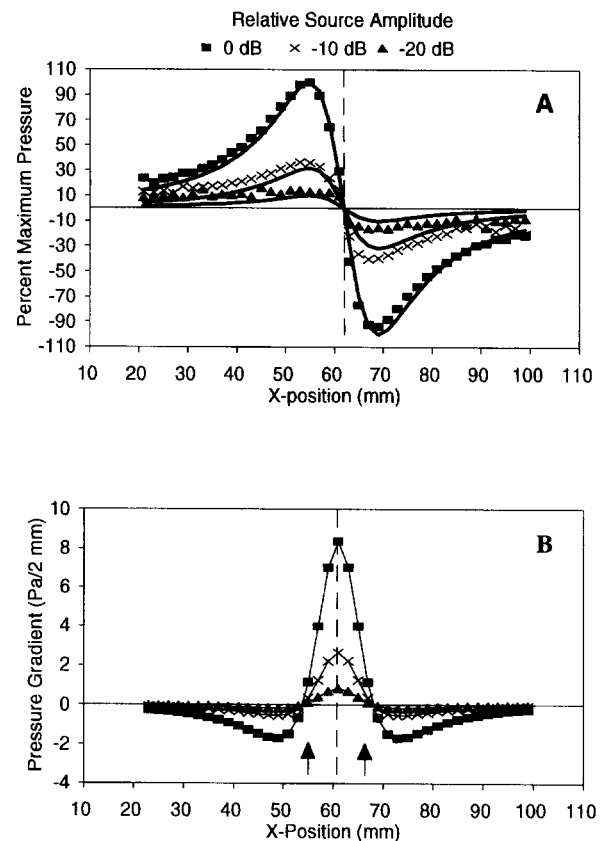 Relative Source Amplitude
■ 0 dB × -10 dB ▲ -20 dB
A
Percent Maximum Pressure
110
90
70
50
30
10
-10
-30
-50
-70
-90
-110
10 20 30 40 50 60 70 80 90 100 110
X-position (mm)
B
Pressure Gradient (Pa/2 mm)
10
8
6
4
2
0
-2
-4
10 20 30 40 50 60 70 80 90 100 110
X-Position (mm)